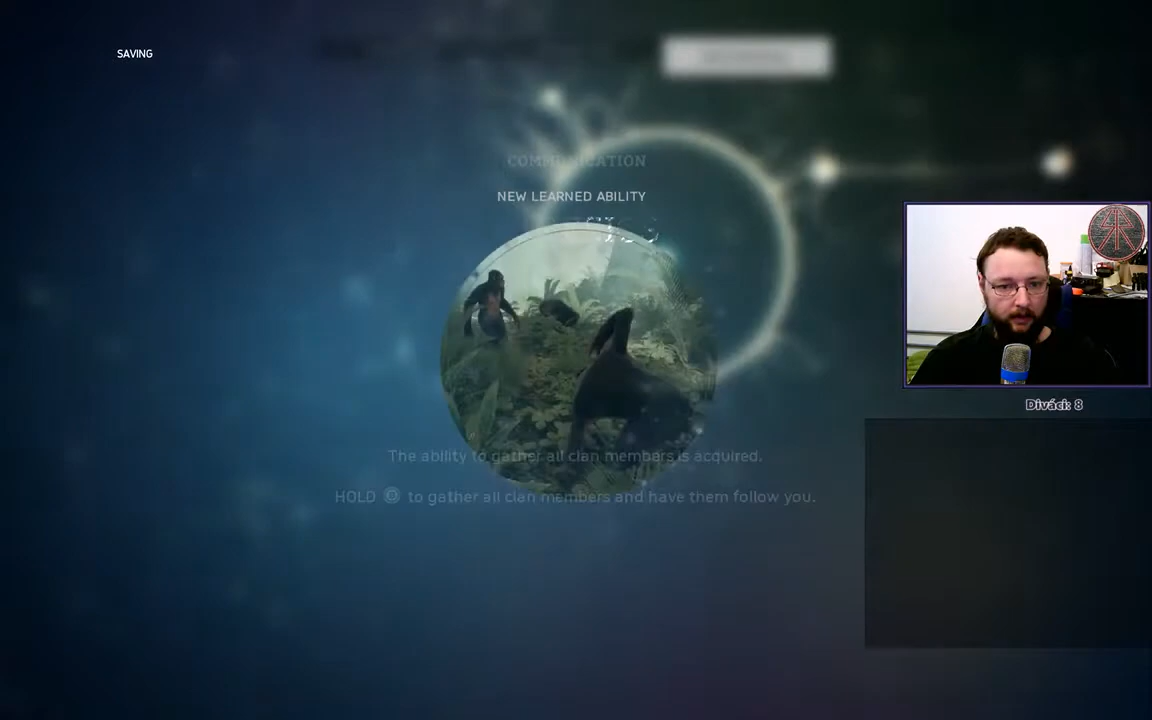 SAVING
COMMUNICATION
NEW LEARNED ABILITY
Diváci: 8
The ability to gather all clan members is acquired.
HOLD to gather all clan members and have them follow you.